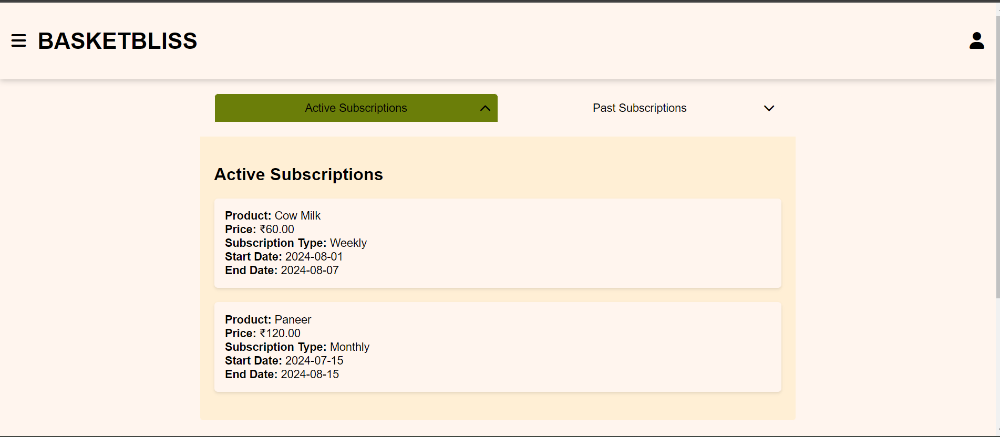 BASKETBLISS
Active Subscriptions
Past Subscriptions
Active Subscriptions
Product: Cow Milk
Price: ₹60.00
Subscription Type: Weekly
Start Date: 2024-08-01
End Date: 2024-08-07
Product: Paneer
Price: ₹120.00
Subscription Type: Monthly
Start Date: 2024-07-15
End Date: 2024-08-15